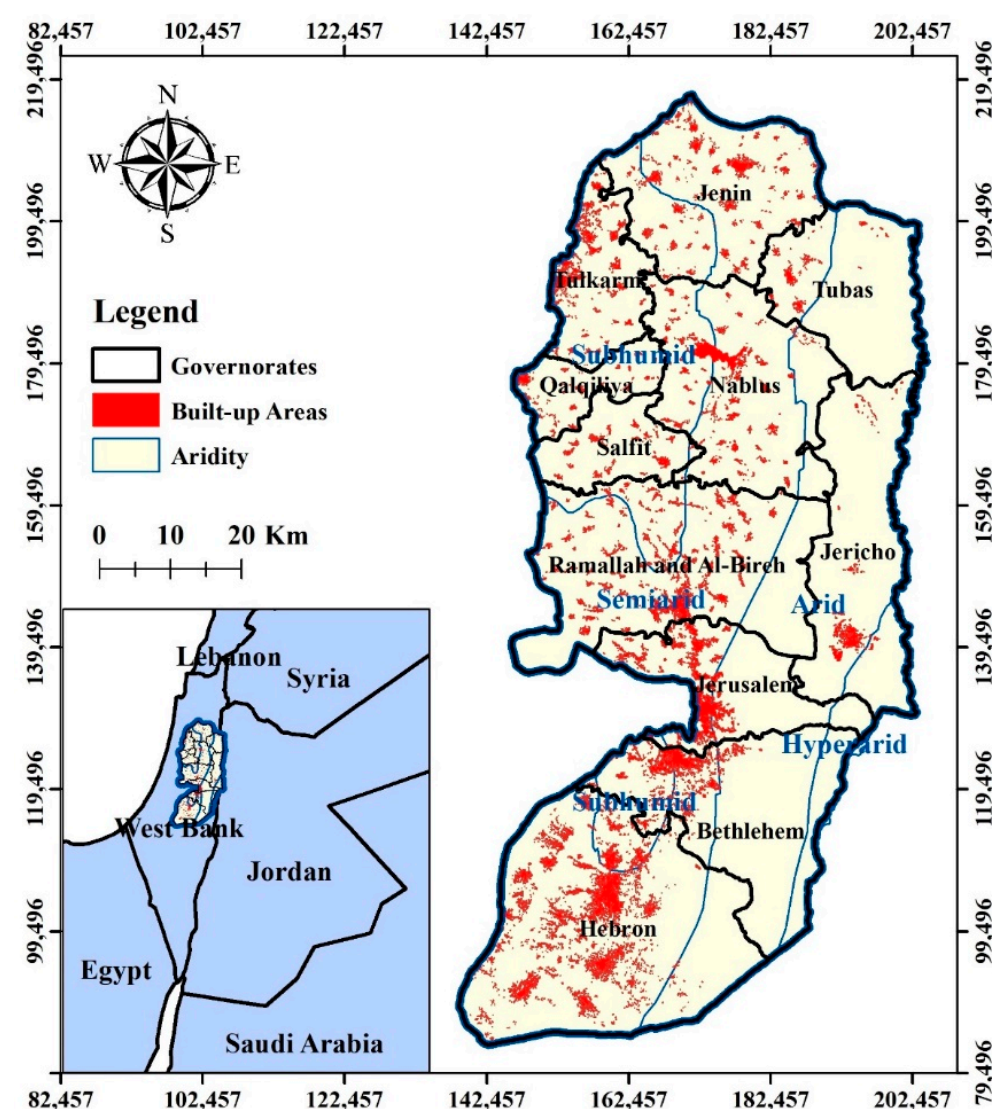 82,457 102,457 122,457 142,457 162,457 182,457 202,457
219,496
199,496
179,496
159,496
139,496
119,496
99,496
219,496
199,496
179,496
159,496
139,496
119,496
99,496
79,496
N
W E
S
Legend
Governorates
Built-up Areas
Aridity
0 10 20 Km
Jenin
Tulkarm
Tubas
Subhumid
Qalqiliya
Nablus
Salfit
Ramallah and Al-Bireh
Jericho
Semiarid
Arid
Jerusalem
Hyperarid
Subhumid
Bethlehem
Hebron
Lebanon
Syria
West Bank
Jordan
Egypt
Saudi Arabia
82,457 102,457 122,457 142,457 162,457 182,457 202,457